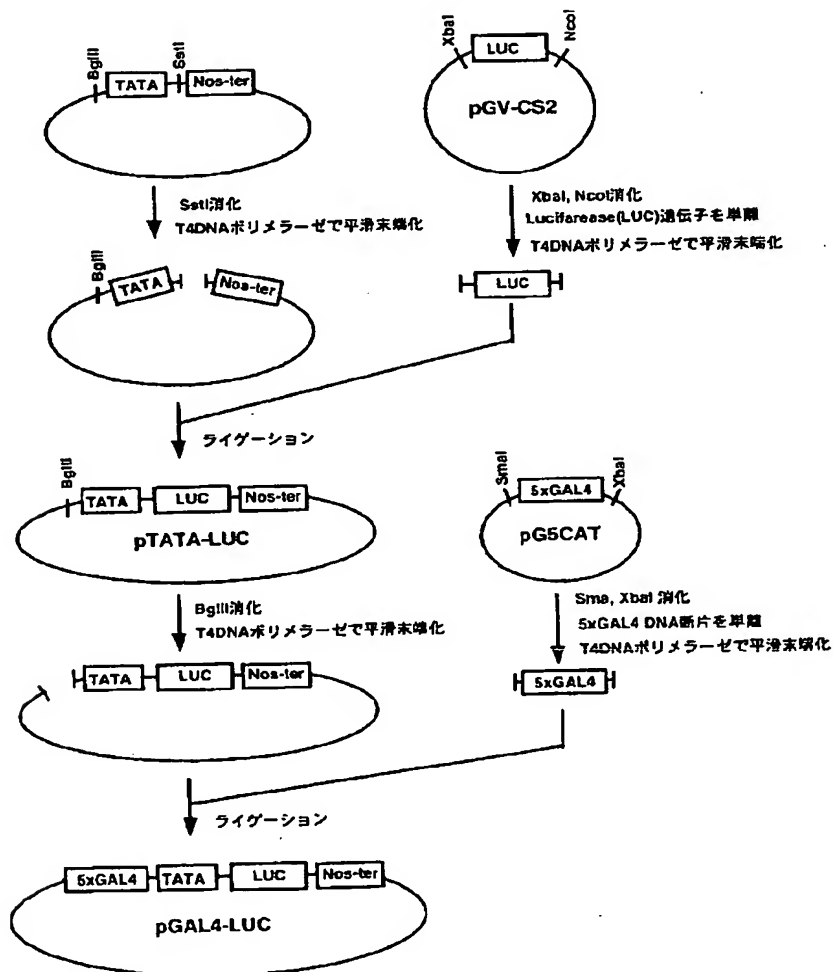 BglII
TATA
SstI
Nos-ter
XbaI
LUC
NcoI
pGV-CS2
SstI消化
T4DNAポリメラーゼで平滑末端化
XbaI, NcoI消化
Lucifarease(LUC)遺伝子を単離
T4DNAポリメラーゼで平滑末端化
BglII
TATA
Nos-ter
LUC
ライゲーション
BglII
TATA
LUC
Nos-ter
pTATA-LUC
SmaI
5xGAL4
XbaI
pG5CAT
BglII消化
T4DNAポリメラーゼで平滑末端化
Sma, XbaI 消化
5xGAL4 DNA断片を単離
T4DNAポリメラーゼで平滑末端化
TATA
LUC
Nos-ter
5xGAL4
ライゲーション
5xGAL4
TATA
LUC
Nos-ter
pGAL4-LUC